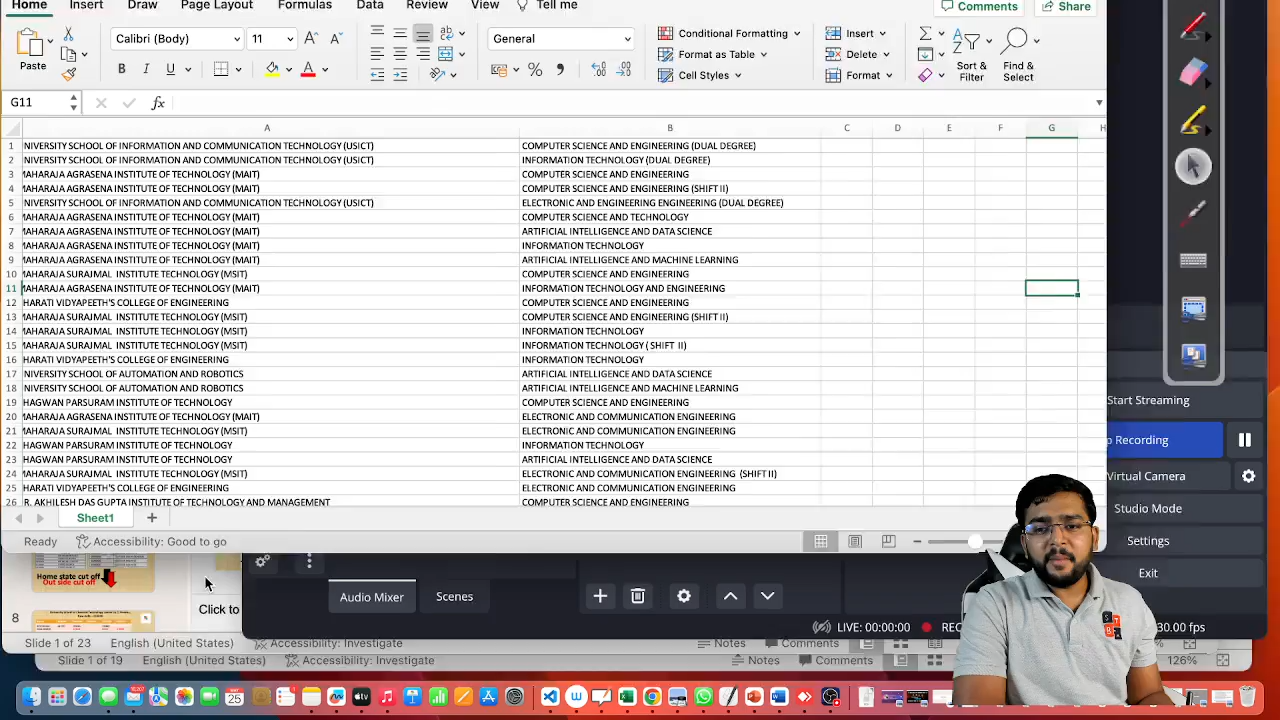 Home Insert Draw Page Layout Formulas Data Review View Tell me Comments Share
Paste Calibri (Body) 11 General Conditional Formatting Insert
Format as Table Delete Sort & Filter Find & Select
Cell Styles Format
G11 fx
A B C D E F G H
1 NIVERSITY SCHOOL OF INFORMATION AND COMMUNICATION TECHNOLOGY (USICT) COMPUTER SCIENCE AND ENGINEERING (DUAL DEGREE)
2 NIVERSITY SCHOOL OF INFORMATION AND COMMUNICATION TECHNOLOGY (USICT) INFORMATION TECHNOLOGY (DUAL DEGREE)
3 MAHARAJA AGRASENA INSTITUTE OF TECHNOLOGY (MAIT) COMPUTER SCIENCE AND ENGINEERING
4 MAHARAJA AGRASENA INSTITUTE OF TECHNOLOGY (MAIT) COMPUTER SCIENCE AND ENGINEERING (SHIFT II)
5 NIVERSITY SCHOOL OF INFORMATION AND COMMUNICATION TECHNOLOGY (USICT) ELECTRONIC AND ENGINEERING ENGINEERING (DUAL DEGREE)
6 MAHARAJA AGRASENA INSTITUTE OF TECHNOLOGY (MAIT) COMPUTER SCIENCE AND TECHNOLOGY
7 MAHARAJA AGRASENA INSTITUTE OF TECHNOLOGY (MAIT) ARTIFICIAL INTELLIGENCE AND DATA SCIENCE
8 MAHARAJA AGRASENA INSTITUTE OF TECHNOLOGY (MAIT) INFORMATION TECHNOLOGY
9 MAHARAJA AGRASENA INSTITUTE OF TECHNOLOGY (MAIT) ARTIFICIAL INTELLIGENCE AND MACHINE LEARNING
10 MAHARAJA SURAJMAL INSTITUTE TECHNOLOGY (MSIT) COMPUTER SCIENCE AND ENGINEERING
11 MAHARAJA AGRASENA INSTITUTE OF TECHNOLOGY (MAIT) INFORMATION TECHNOLOGY AND ENGINEERING
12 HARATI VIDYAPEETH'S COLLEGE OF ENGINEERING COMPUTER SCIENCE AND ENGINEERING
13 MAHARAJA SURAJMAL INSTITUTE TECHNOLOGY (MSIT) COMPUTER SCIENCE AND ENGINEERING (SHIFT II)
14 MAHARAJA SURAJMAL INSTITUTE TECHNOLOGY (MSIT) INFORMATION TECHNOLOGY
15 MAHARAJA SURAJMAL INSTITUTE TECHNOLOGY (MSIT) INFORMATION TECHNOLOGY ( SHIFT II)
16 HARATI VIDYAPEETH'S COLLEGE OF ENGINEERING INFORMATION TECHNOLOGY
17 NIVERSITY SCHOOL OF AUTOMATION AND ROBOTICS ARTIFICIAL INTELLIGENCE AND DATA SCIENCE
18 NIVERSITY SCHOOL OF AUTOMATION AND ROBOTICS ARTIFICIAL INTELLIGENCE AND MACHINE LEARNING
19 HAGWAN PARSURAM INSTITUTE OF TECHNOLOGY COMPUTER SCIENCE AND ENGINEERING
20 MAHARAJA AGRASENA INSTITUTE OF TECHNOLOGY (MAIT) ELECTRONIC AND COMMUNICATION ENGINEERING
Start Streaming
21 MAHARAJA SURAJMAL INSTITUTE TECHNOLOGY (MSIT) ELECTRONIC AND COMMUNICATION ENGINEERING
p Recording
22 HAGWAN PARSURAM INSTITUTE OF TECHNOLOGY INFORMATION TECHNOLOGY
23 HAGWAN PARSURAM INSTITUTE OF TECHNOLOGY ARTIFICIAL INTELLIGENCE AND DATA SCIENCE
24 MAHARAJA SURAJMAL INSTITUTE TECHNOLOGY (MSIT) ELECTRONIC AND COMMUNICATION ENGINEERING (SHIFT II)
Virtual Camera
25 HARATI VIDYAPEETH'S COLLEGE OF ENGINEERING ELECTRONIC AND COMMUNICATION ENGINEERING
26 R. AKHILESH DAS GUPTA INSTITUTE OF TECHNOLOGY AND MANAGEMENT COMPUTER SCIENCE AND ENGINEERING
Studio Mode
Sheet1
Ready Accessibility: Good to go
Settings
Exit
Home state cut off
Out side cut off
Audio Mixer Scenes
Click to
8
LIVE: 00:00:00 REC 30.00 fps
Slide 1 of 23 English (United States) Accessibility: Investigate Notes Comments
Slide 1 of 19 English (United States) Accessibility: Investigate Notes Comments 126%